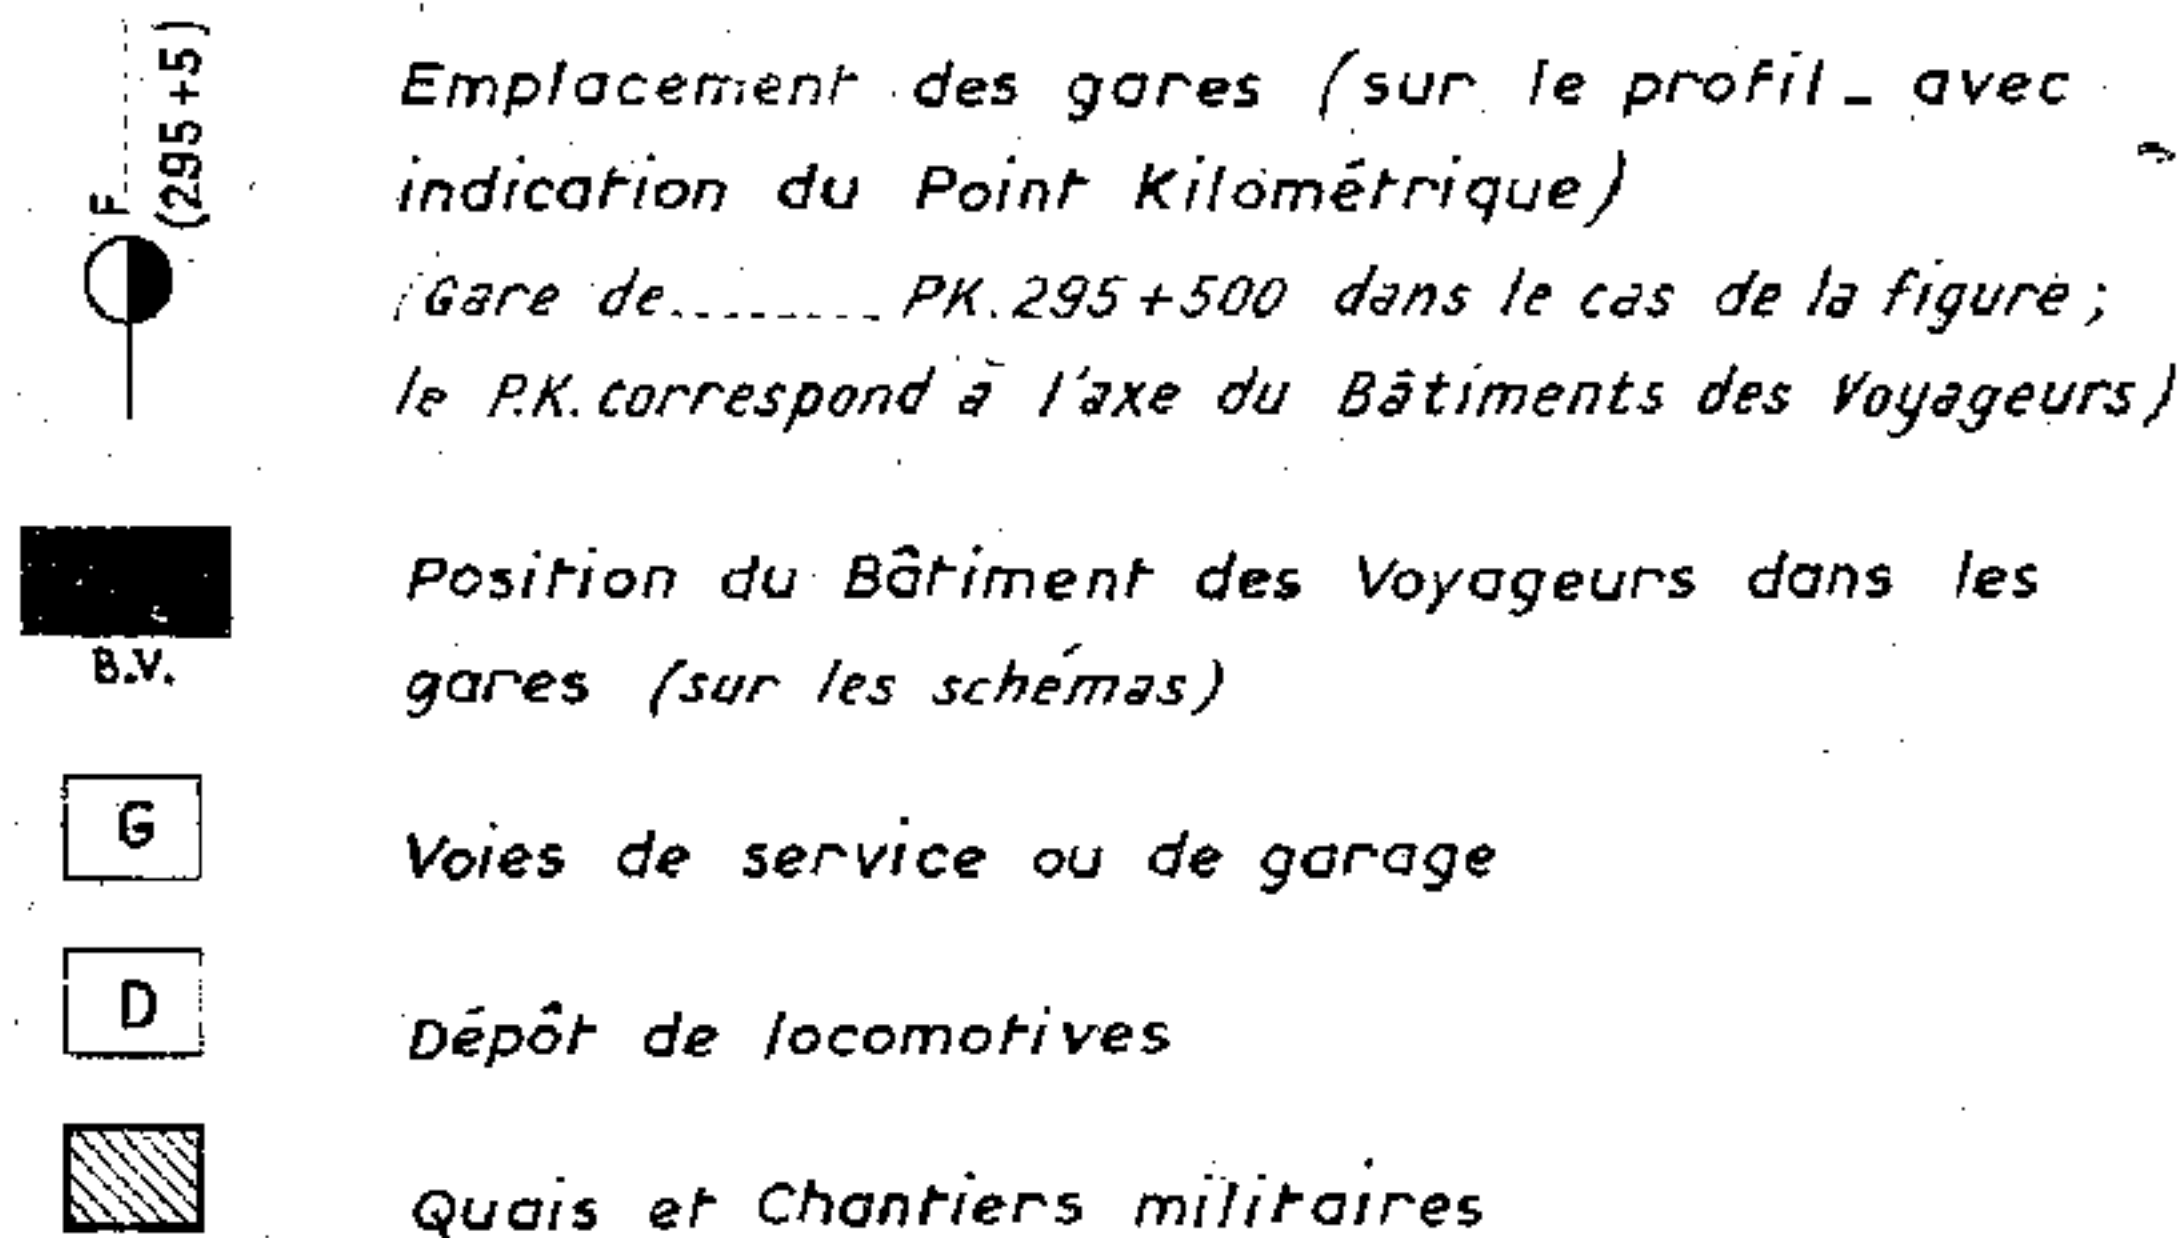 F
(295+5)
Emplacement des gares (sur le profil - avec
indication du Point Kilométrique)
(Gare de......... PK. 295+500 dans le cas de la figure ;
le P.K. correspond à l'axe du Bâtiments des Voyageurs)
B.V.
Position du Bâtiment des Voyageurs dans les
gares (sur les schémas)
G
Voies de service ou de garage
D
Dépôt de locomotives
Quais et Chantiers militaires